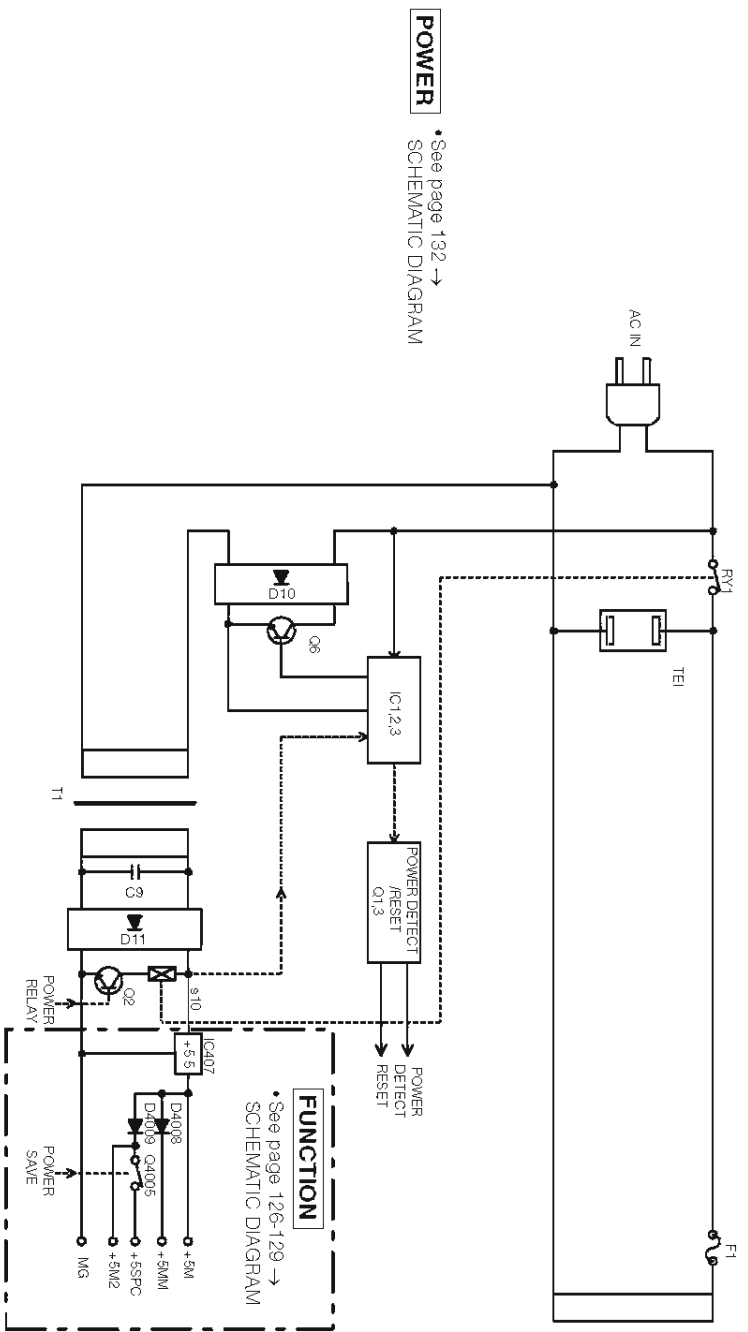 POWER
• See page 132 →
SCHEMATIC DIAGRAM
AC IN
RY1
TEI
F1
D10
Q6
IC1,2,3
POWER DETECT
/RESET
Q1,3
POWER
DETECT
RESET
T1
C9
D11
Q2
s10
POWER
RELAY
IC407
+5.5
FUNCTION
• See page 126-129 →
SCHEMATIC DIAGRAM
D4008
D4009
Q4005
POWER
SAVE
+5M
+5MM
+5SPC
+5M2
MG